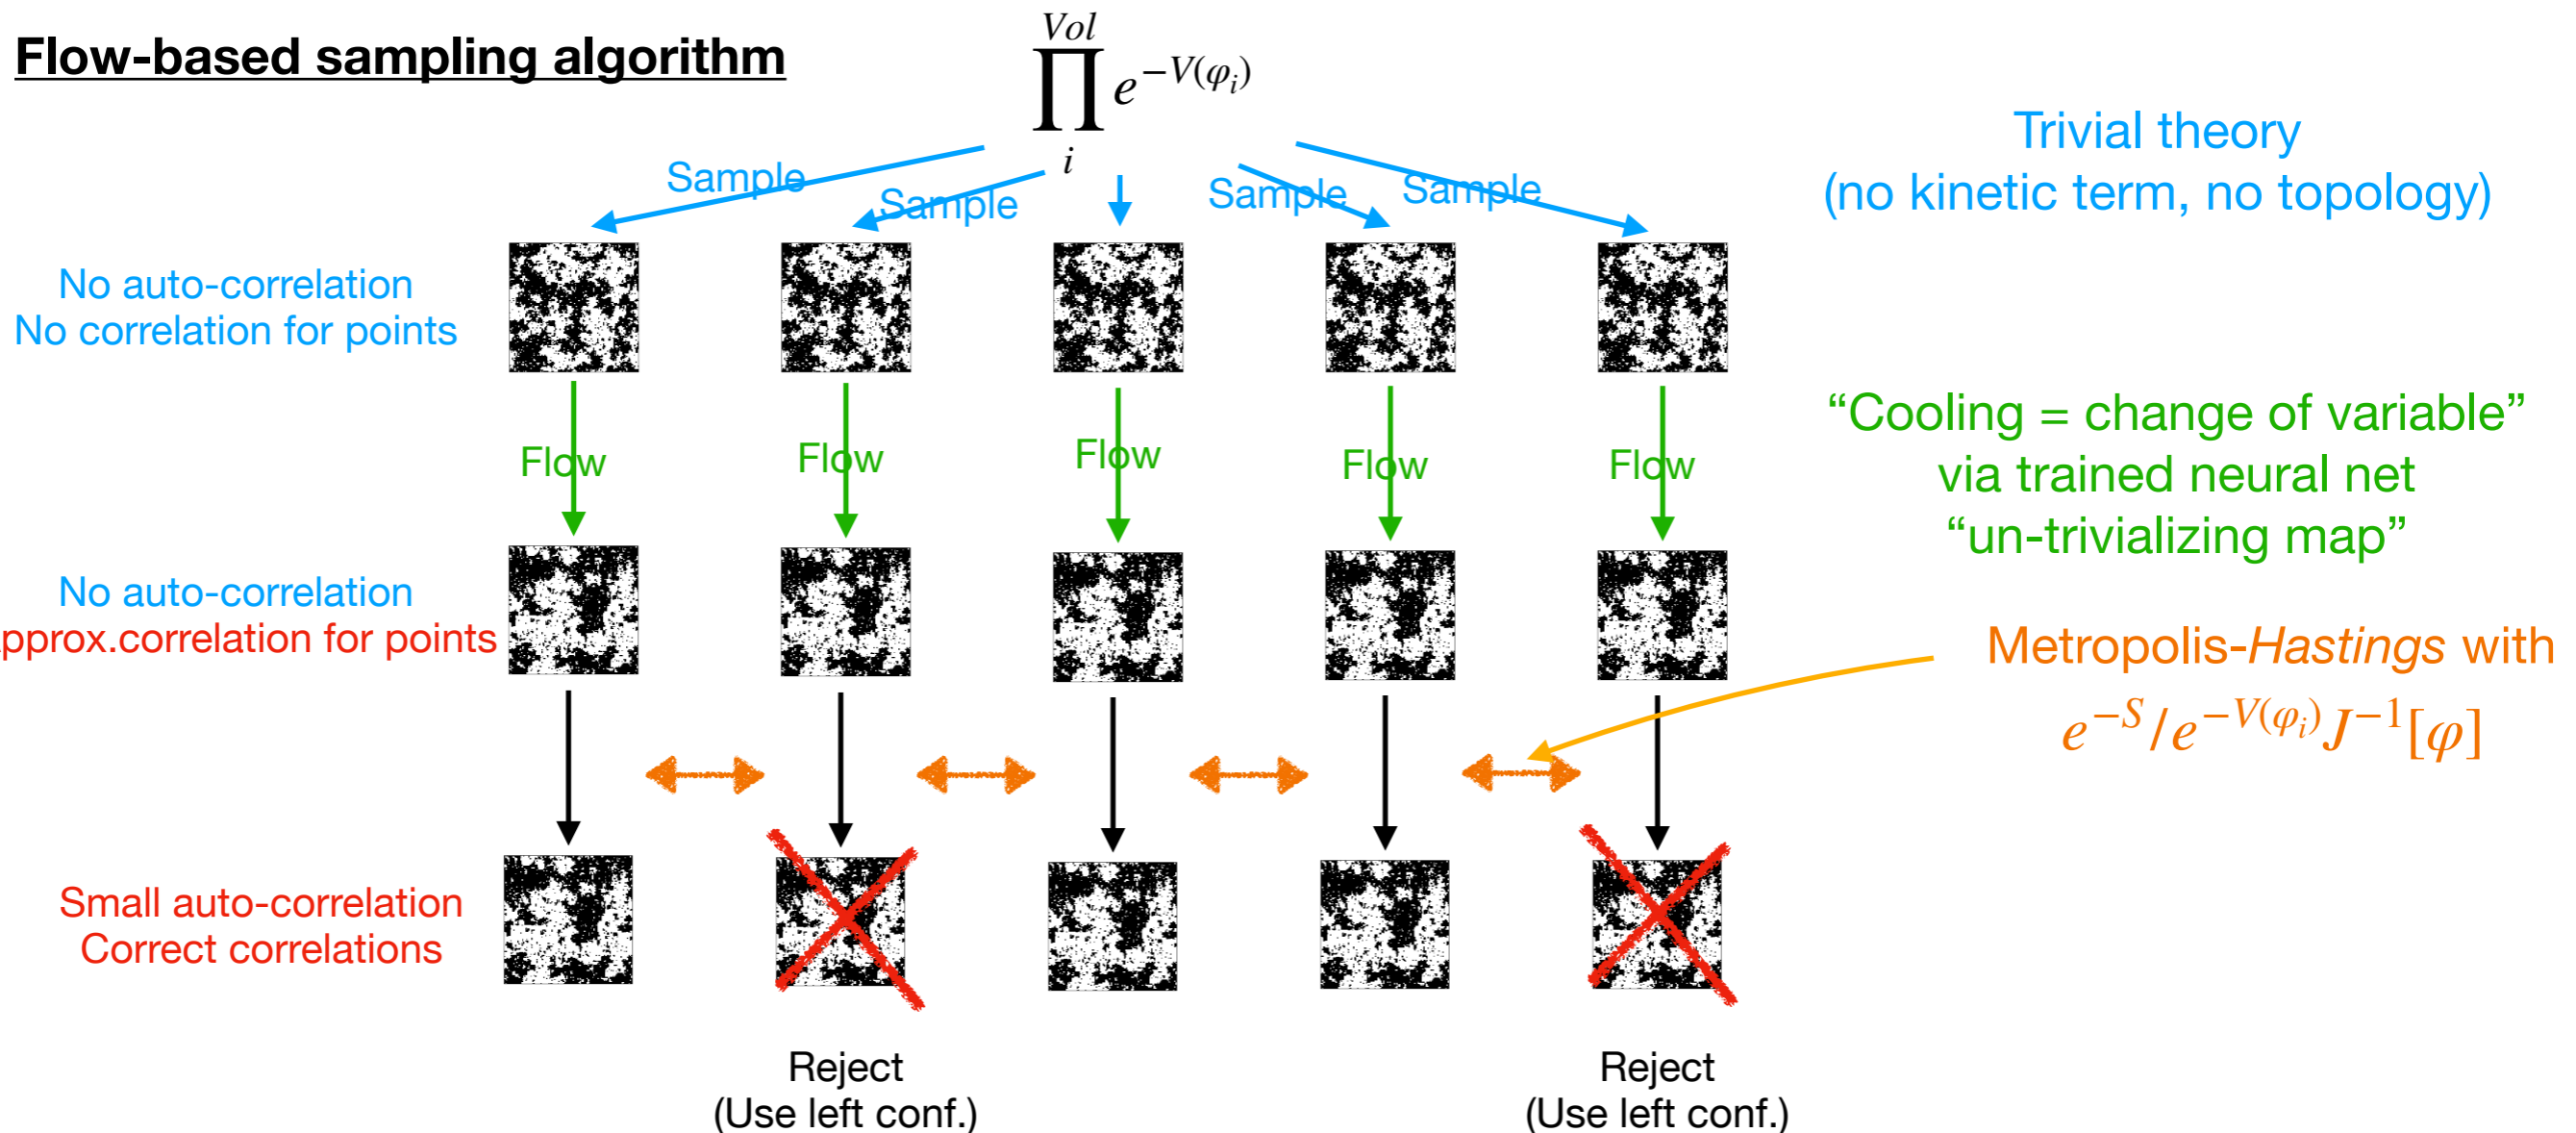 Flow-based sampling algorithm
Vol
∏ e^{-V(φ_i)}
i
Trivial theory
(no kinetic term, no topology)
Sample
Sample
Sample
Sample
No auto-correlation
No correlation for points
Flow
Flow
Flow
Flow
Flow
“Cooling = change of variable”
via trained neural net
“un-trivializing map”
No auto-correlation
pprox.correlation for points
Metropolis-Hastings with
e^{-S}/e^{-V(φ_i)}J^{-1}[φ]
Small auto-correlation
Correct correlations
Reject
(Use left conf.)
Reject
(Use left conf.)